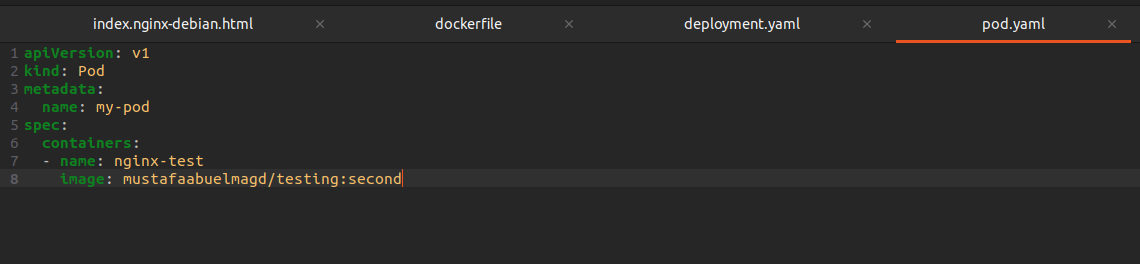 index.nginx-debian.html × dockerfile × deployment.yaml × pod.yaml ×
1 apiVersion: v1
2 kind: Pod
3 metadata:
4   name: my-pod
5 spec:
6   containers:
7   - name: nginx-test
8     image: mustafaabuelmagd/testing:second